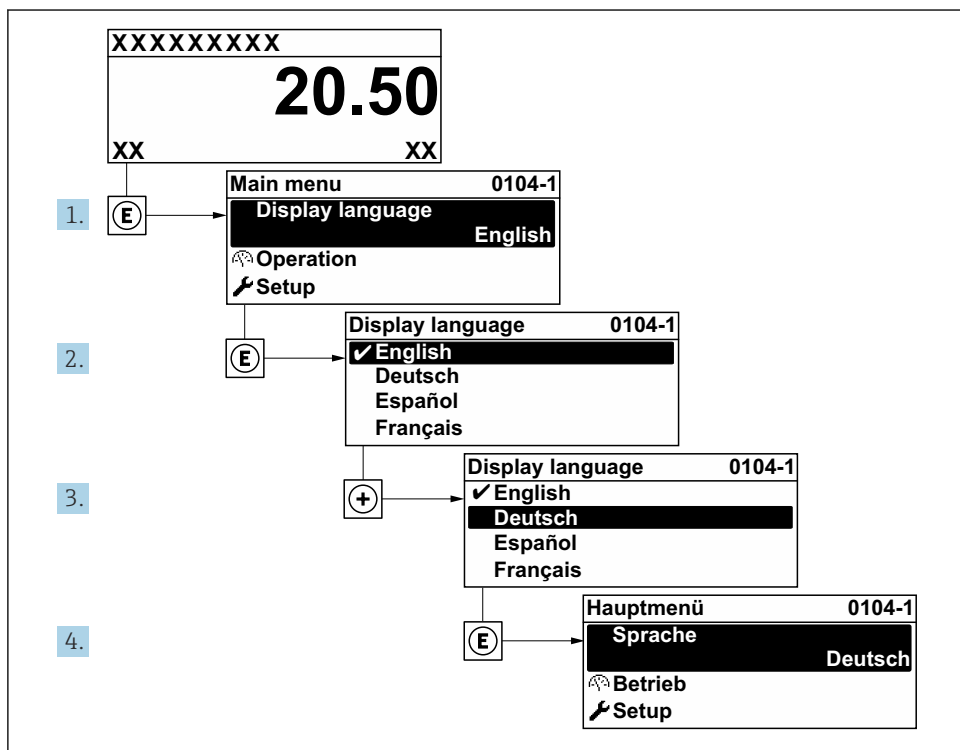 XXXXXXXXX
20.50
XX XX
1. E
Main menu 0104-1
Display language
English
Operation
Setup
2. E
Display language 0104-1
✔English
Deutsch
Español
Français
3. +
Display language 0104-1
✔English
Deutsch
Español
Français
4. E
Hauptmenü 0104-1
Sprache
Deutsch
Betrieb
Setup